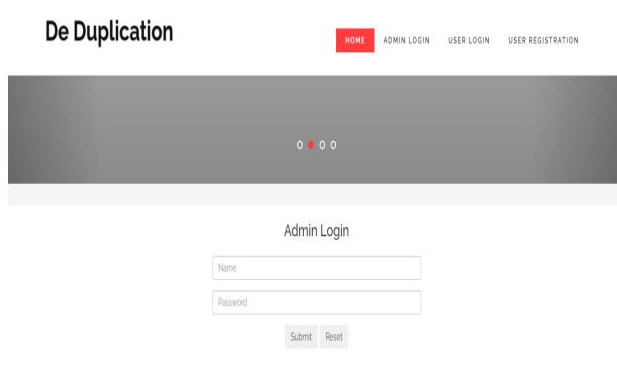 De Duplication
HOME ADMIN LOGIN USER LOGIN USER REGISTRATION
Admin Login
Name
Password
Submit Reset